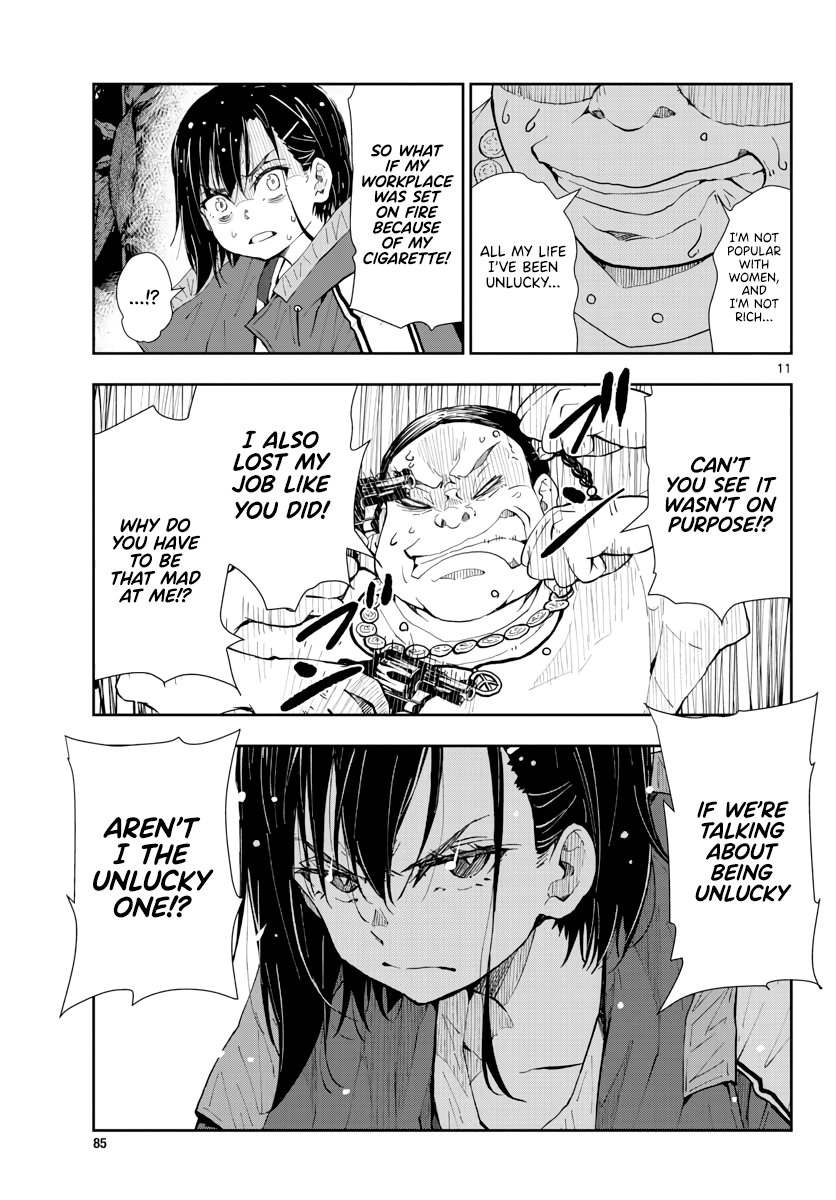 I'M NOT
POPULAR
WITH
WOMEN,
AND
I'M NOT
RICH...
ALL MY LIFE
I'VE BEEN
UNLUCKY...
SO WHAT
IF MY
WORKPLACE
WAS SET
ON FIRE
BECAUSE
OF MY
CIGARETTE!
...!?
11
CAN'T
YOU SEE IT
WASN'T ON
PURPOSE!?
I ALSO
LOST MY
JOB LIKE
YOU DID!
WHY DO
YOU HAVE
TO BE
THAT MAD
AT ME!?
IF WE'RE
TALKING
ABOUT
BEING
UNLUCKY
AREN'T
I THE
UNLUCKY
ONE!?
85